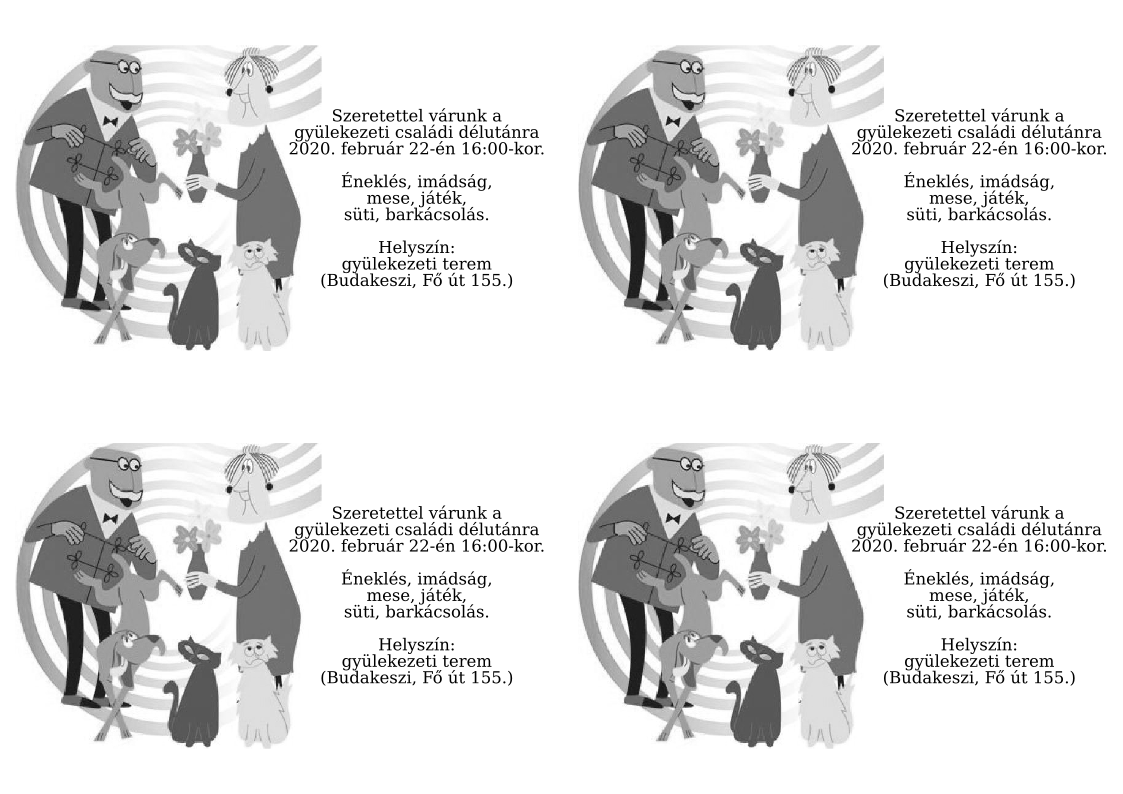 Szeretettel várunk a
gyülekezeti családi délutánra
2020. február 22-én 16:00-kor.
Éneklés, imádság,
mese, játék,
süti, barkácsolás.
Helyszín:
gyülekezeti terem
(Budakeszi, Fő út 155.)
Szeretettel várunk a
gyülekezeti családi délutánra
2020. február 22-én 16:00-kor.
Éneklés, imádság,
mese, játék,
süti, barkácsolás.
Helyszín:
gyülekezeti terem
(Budakeszi, Fő út 155.)
Szeretettel várunk a
gyülekezeti családi délutánra
2020. február 22-én 16:00-kor.
Éneklés, imádság,
mese, játék,
süti, barkácsolás.
Helyszín:
gyülekezeti terem
(Budakeszi, Fő út 155.)
Szeretettel várunk a
gyülekezeti családi délutánra
2020. február 22-én 16:00-kor.
Éneklés, imádság,
mese, játék,
süti, barkácsolás.
Helyszín:
gyülekezeti terem
(Budakeszi, Fő út 155.)